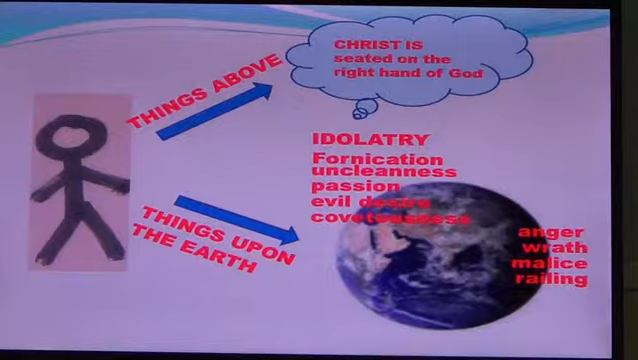 CHRIST IS
seated on the
right hand of God
THINGS ABOVE
IDOLATRY
Fornication
uncleanness
passion
evil desire
covetousness
THINGS UPON
THE EARTH
anger
wrath
malice
railing